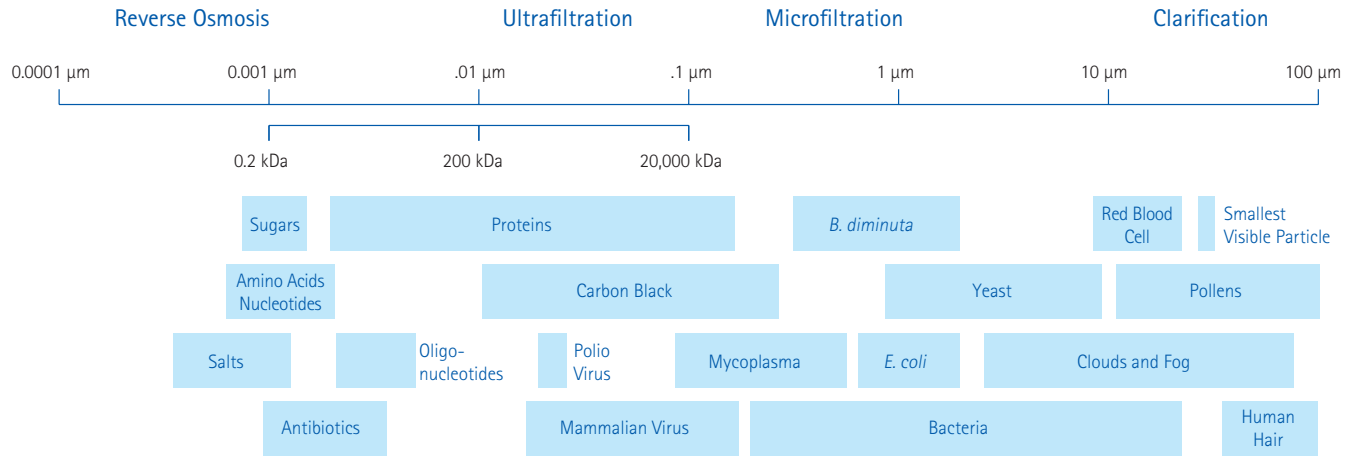 Reverse Osmosis Ultrafiltration Microfiltration Clarification
0.0001 µm 0.001 µm .01 µm .1 µm 1 µm 10 µm 100 µm
0.2 kDa 200 kDa 20,000 kDa
Sugars
Proteins
B. diminuta
Red Blood
Cell
Smallest
Visible Particle
Amino Acids
Nucleotides
Carbon Black
Yeast
Pollens
Salts
Oligo-
nucleotides
Polio
Virus
Mycoplasma
E. coli
Clouds and Fog
Antibiotics
Mammalian Virus
Bacteria
Human
Hair